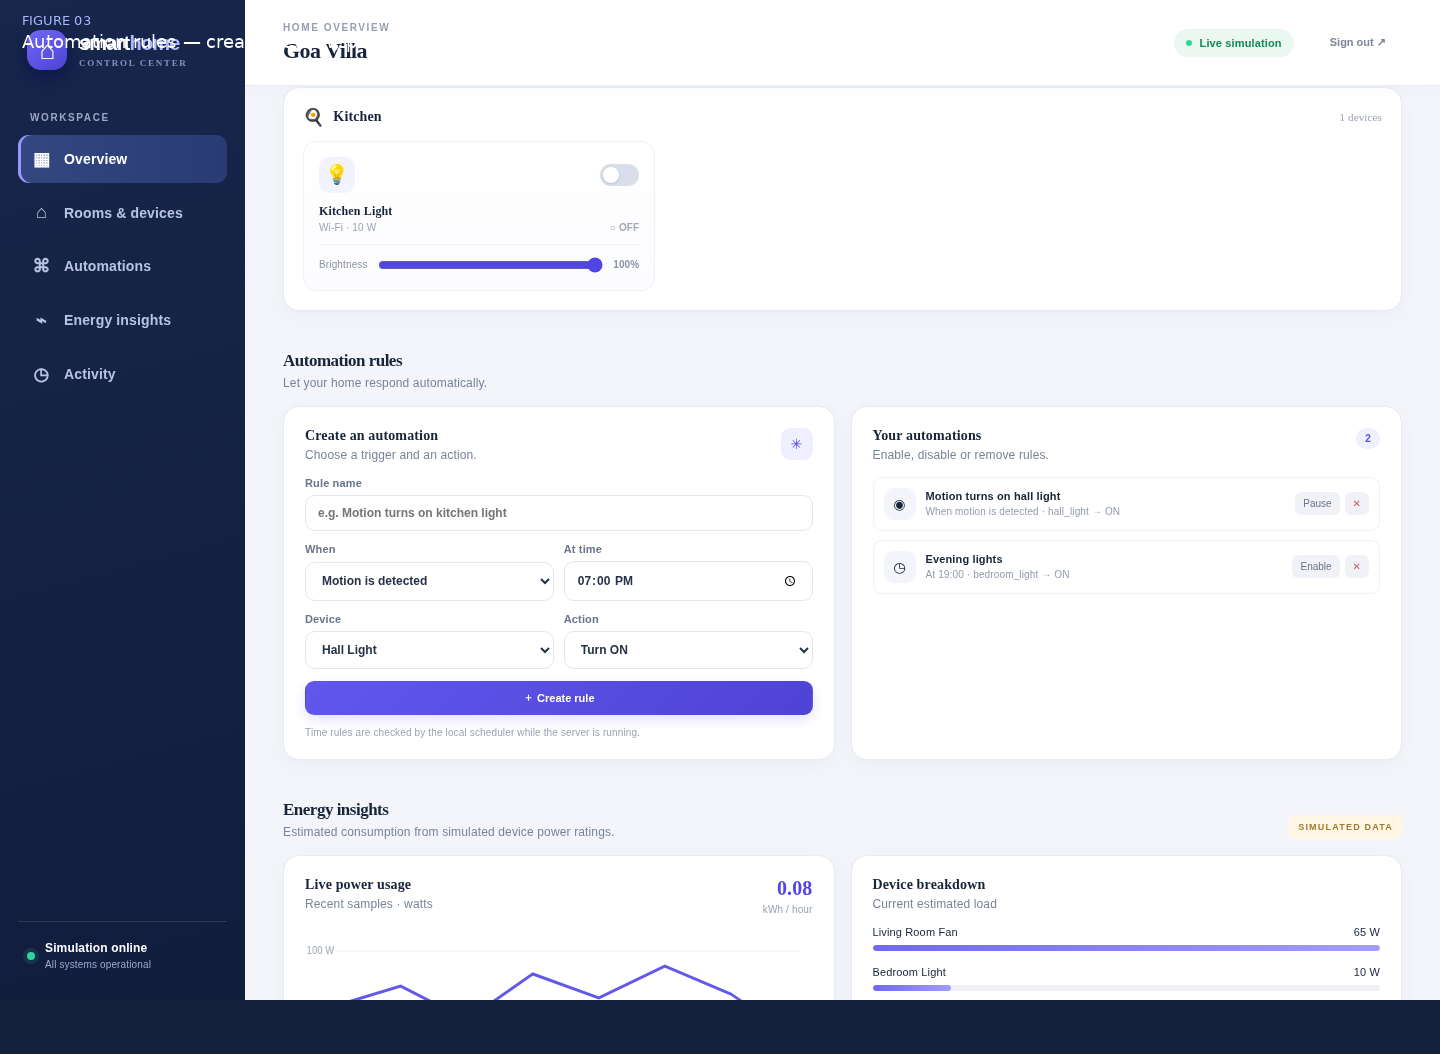 FIGURE 03
Automation rules — crea
smarthome
CONTROL CENTER
WORKSPACE
Overview
Rooms & devices
Automations
Energy insights
Activity
Simulation online
All systems operational
HOME OVERVIEW
Goa Villa
Live simulation
Sign out ↗
Kitchen
1 devices
Kitchen Light
Wi-Fi · 10 W
○ OFF
Brightness
100%
Automation rules
Let your home respond automatically.
Create an automation
Choose a trigger and an action.
Rule name
e.g. Motion turns on kitchen light
When
At time
Motion is detected
07:00 PM
Device
Action
Hall Light
Turn ON
+ Create rule
Time rules are checked by the local scheduler while the server is running.
Your automations
2
Enable, disable or remove rules.
Motion turns on hall light
When motion is detected · hall_light → ON
Pause
×
Evening lights
At 19:00 · bedroom_light → ON
Enable
×
Energy insights
Estimated consumption from simulated device power ratings.
SIMULATED DATA
Live power usage
Recent samples · watts
0.08
kWh / hour
100 W
Device breakdown
Current estimated load
Living Room Fan
65 W
Bedroom Light
10 W